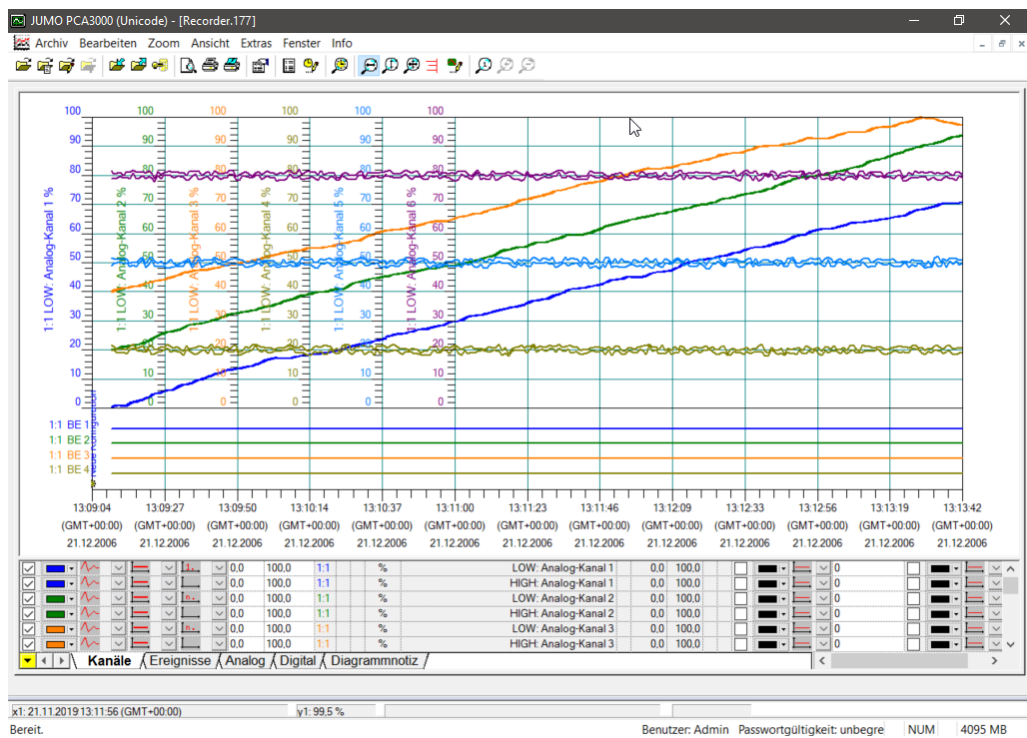 JUMO PCA3000 (Unicode) - [Recorder.177]
Archiv Bearbeiten Zoom Ansicht Extras Fenster Info
100 100 100 100 100 100
90 90 90 90 90 90
80 80 80 80 80 80
70 70 70 70 70 70
60 60 60 60 60 60
50 50 50 50 50 50
40 40 40 40 40 40
30 30 30 30 30 30
20 20 20 20 20
10 10 10 10 10 10
0 0 0 0 0 0
1:1 LOW: Analog-Kanal 1 %
1:1 LOW: Analog-Kanal 2 %
1:1 LOW: Analog-Kanal 3 %
1:1 LOW: Analog-Kanal 4 %
1:1 LOW: Analog-Kanal 5 %
1:1 LOW: Analog-Kanal 6 %
1:1 BE 1
1:1 BE 2
1:1 BE 3
1:1 BE 4
Neue Konfiguration
13:09:04 13:09:27 13:09:50 13:10:14 13:10:37 13:11:00 13:11:23 13:11:46 13:12:09 13:12:33 13:12:56 13:13:19 13:13:42
(GMT+00:00) (GMT+00:00) (GMT+00:00) (GMT+00:00) (GMT+00:00) (GMT+00:00) (GMT+00:00) (GMT+00:00) (GMT+00:00) (GMT+00:00) (GMT+00:00) (GMT+00:00) (GMT+00:00)
21.12.2006 21.12.2006 21.12.2006 21.12.2006 21.12.2006 21.12.2006 21.12.2006 21.12.2006 21.12.2006 21.12.2006 21.12.2006 21.12.2006 21.12.2006
1. 0,0 100,0 1:1 % LOW: Analog-Kanal 1 0,0 100,0 0
0,0 100,0 1:1 % HIGH: Analog-Kanal 1 0,0 100,0 0
n. 0,0 100,0 1:1 % LOW: Analog-Kanal 2 0,0 100,0 0
0,0 100,0 1:1 % HIGH: Analog-Kanal 2 0,0 100,0 0
n. 0,0 100,0 1:1 % LOW: Analog-Kanal 3 0,0 100,0 0
0,0 100,0 1:1 % HIGH: Analog-Kanal 3 0,0 100,0 0
Kanäle Ereignisse Analog Digital Diagrammnotiz
x1: 21.11.2019 13:11:56 (GMT+00:00) y1: 99,5 %
Bereit. Benutzer: Admin Passwortgültigkeit: unbegre NUM 4095 MB